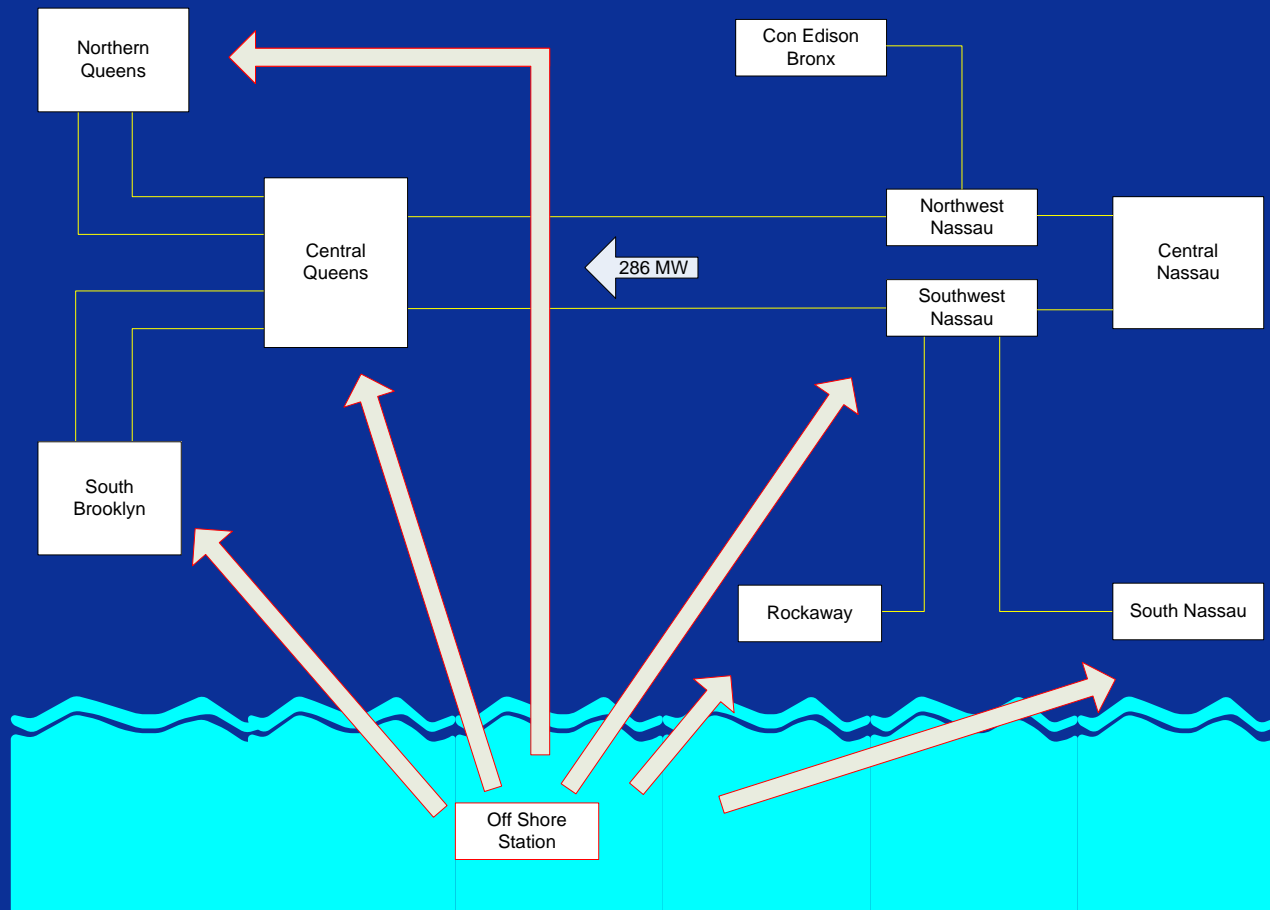 Northern
Queens
Con Edison
Bronx
Central
Queens
Northwest
Nassau
Central
Nassau
286 MW
Southwest
Nassau
South
Brooklyn
Rockaway
South Nassau
Off Shore
Station